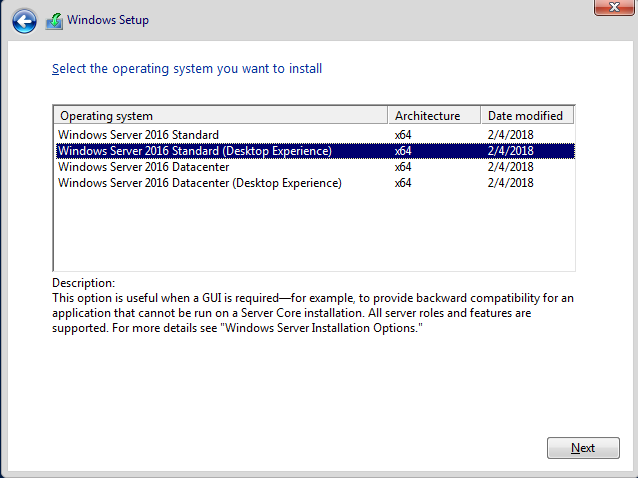 Windows Setup
Select the operating system you want to install
Operating system Architecture Date modified
Windows Server 2016 Standard x64 2/4/2018
Windows Server 2016 Standard (Desktop Experience) x64 2/4/2018
Windows Server 2016 Datacenter x64 2/4/2018
Windows Server 2016 Datacenter (Desktop Experience) x64 2/4/2018
Description:
This option is useful when a GUI is required—for example, to provide backward compatibility for an
application that cannot be run on a Server Core installation. All server roles and features are
supported. For more details see "Windows Server Installation Options."
Next